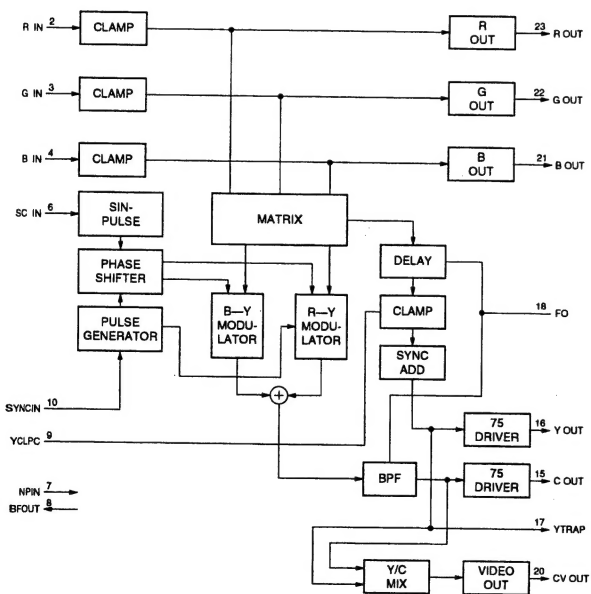 R IN 2 CLAMP R OUT 23 R OUT
G IN 3 CLAMP G OUT 22 G OUT
B IN 4 CLAMP B OUT 21 B OUT
SC IN 6 SIN-
PULSE
MATRIX
PHASE
SHIFTER
DELAY
PULSE
GENERATOR
B—Y
MODU-
LATOR
R—Y
MODU-
LATOR
CLAMP
18 FO
SYNC
ADD
+
SYNCIN 10
YCLPC 9
75
DRIVER
16 Y OUT
BPF
75
DRIVER
15 C OUT
NPIN 7
BFOUT 8
17 YTRAP
Y/C
MIX
VIDEO
OUT
20 CV OUT